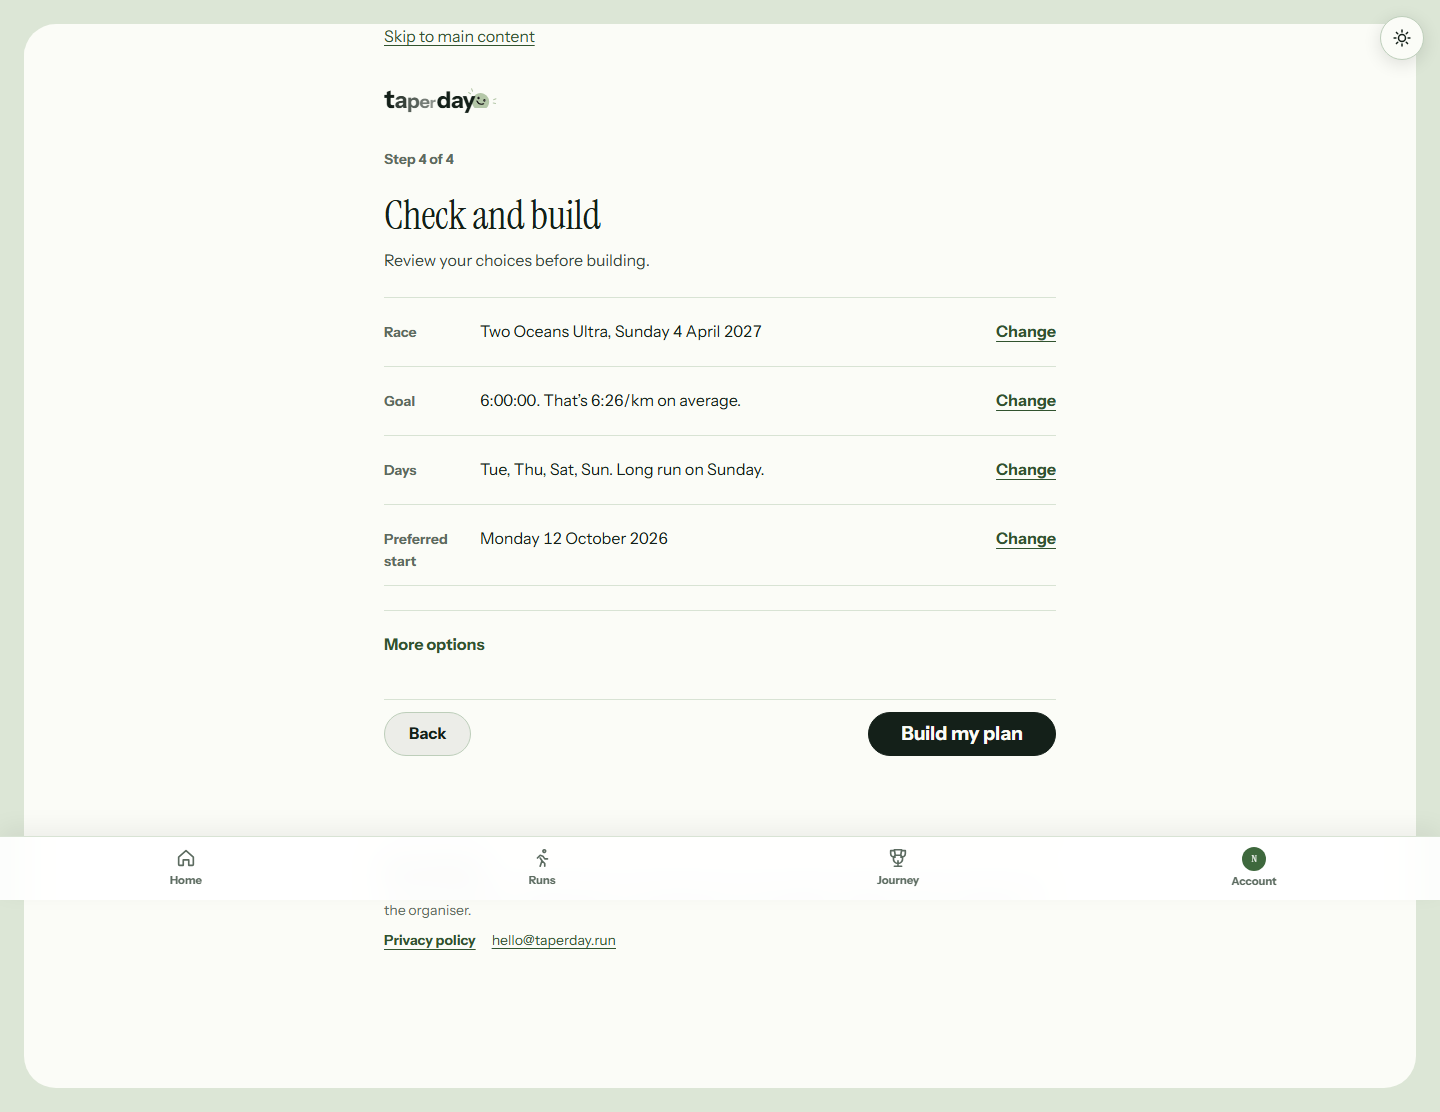 Skip to main content
taperday
Step 4 of 4
Check and build
Review your choices before building.
Race
Two Oceans Ultra, Sunday 4 April 2027
Change
Goal
6:00:00. That’s 6:26/km on average.
Change
Days
Tue, Thu, Sat, Sun. Long run on Sunday.
Change
Preferred
start
Monday 12 October 2026
Change
More options
Back
Build my plan
Home
Runs
Journey
N
Account
the organiser.
Privacy policy
hello@taperday.run